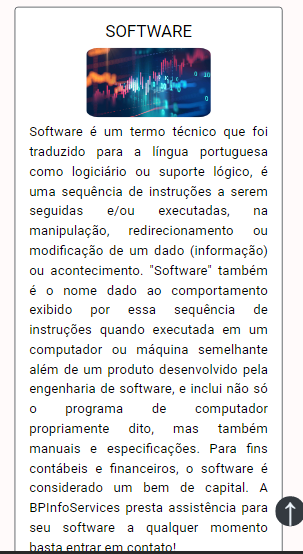 SOFTWARE
Software é um termo técnico que foi
traduzido para a língua portuguesa
como logiciário ou suporte lógico, é
uma sequência de instruções a serem
seguidas e/ou executadas, na
manipulação, redirecionamento ou
modificação de um dado (informação)
ou acontecimento. "Software" também
é o nome dado ao comportamento
exibido por essa sequência de
instruções quando executada em um
computador ou máquina semelhante
além de um produto desenvolvido pela
engenharia de software, e inclui não só
o programa de computador
propriamente dito, mas também
manuais e especificações. Para fins
contábeis e financeiros, o software é
considerado um bem de capital. A
BPInfoServices presta assistência para
seu software a qualquer momento
basta entrar em contato!